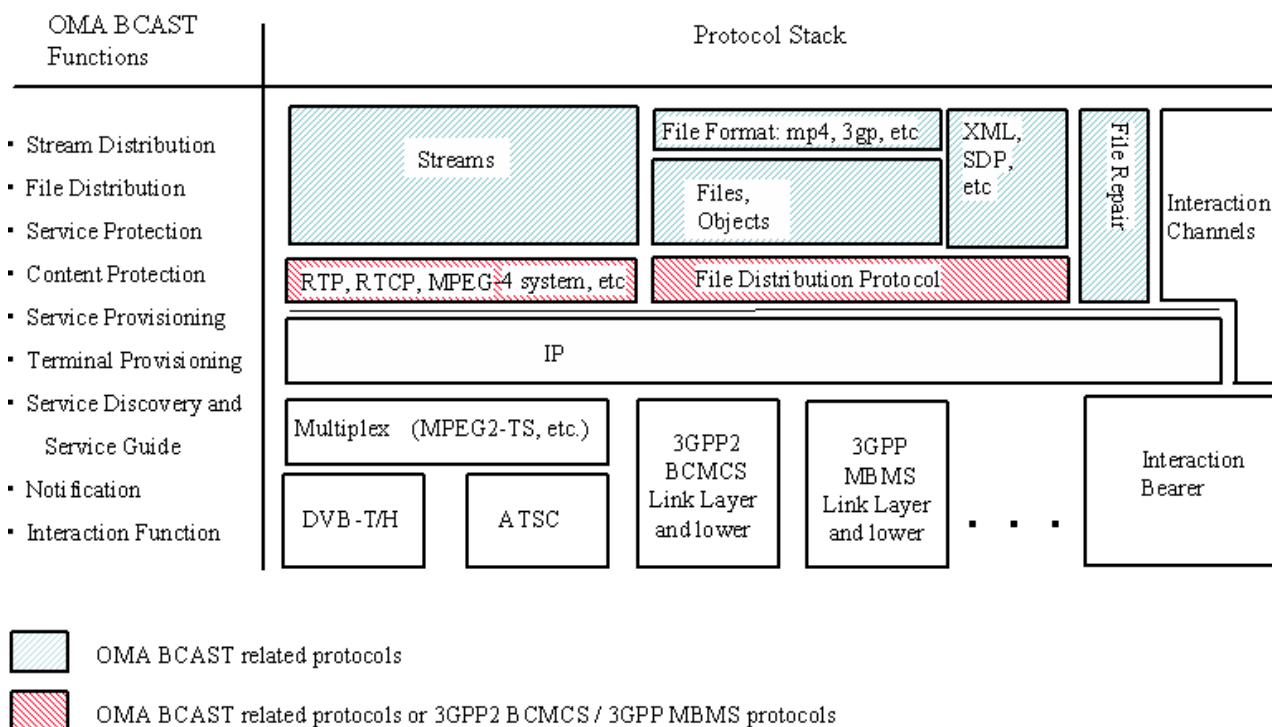 OMA BCAST
Functions
Protocol Stack
▪ Stream Distribution
▪ File Distribution
▪ Service Protection
▪ Content Protection
▪ Service Provisioning
▪ Terminal Provisioning
▪ Service Discovery and
Service Guide
▪ Notification
▪ Interaction Function
Streams
File Format: mp4, 3gp, etc
Files,
Objects
XML,
SDP,
etc
File Repair
Interaction
Channels
RTP, RTCP, MPEG-4 system, etc
File Distribution Protocol
IP
Multiplex (MPEG2-TS, etc.)
DVB-T/H
ATSC
3GPP2
BCMCS
Link Layer
and lower
3GPP
MBMS
Link Layer
and lower
. . .
Interaction
Bearer
OMA BCAST related protocols
OMA BCAST related protocols or 3GPP2 BCMCS / 3GPP MBMS protocols